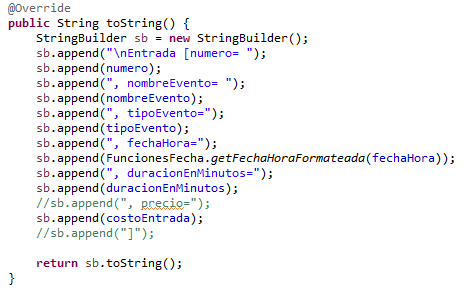 @Override
public String toString() {
    StringBuilder sb = new StringBuilder();
    sb.append("\nEntrada [numero= ");
    sb.append(numero);
    sb.append(", nombreEvento= ");
    sb.append(nombreEvento);
    sb.append(", tipoEvento=");
    sb.append(tipoEvento);
    sb.append(", fechaHora=");
    sb.append(FuncionesFecha.getFechaHoraFormateada(fechaHora));
    sb.append(", duracionEnMinutos=");
    sb.append(duracionEnMinutos);
    //sb.append(", precio=");
    sb.append(costoEntrada);
    //sb.append("]");

    return sb.toString();
}